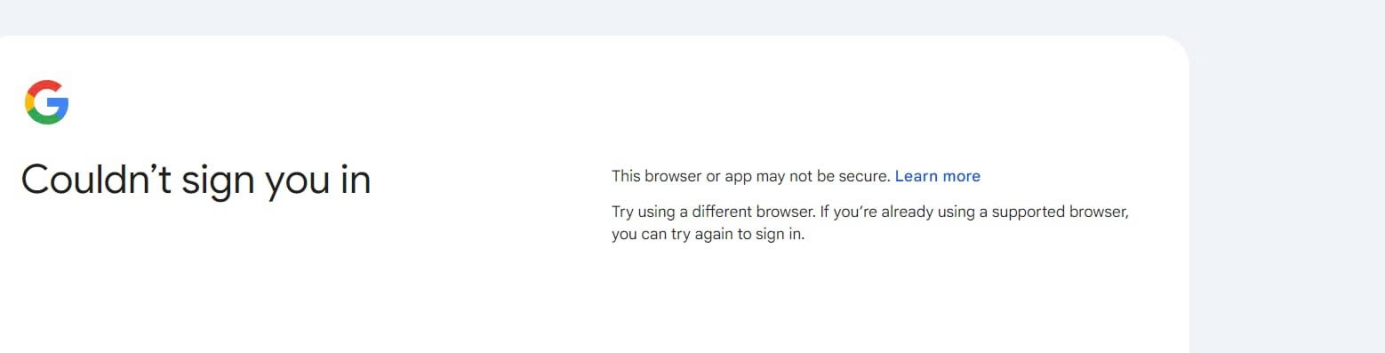 Couldn’t sign you in
This browser or app may not be secure. Learn more
Try using a different browser. If you’re already using a supported browser,
you can try again to sign in.